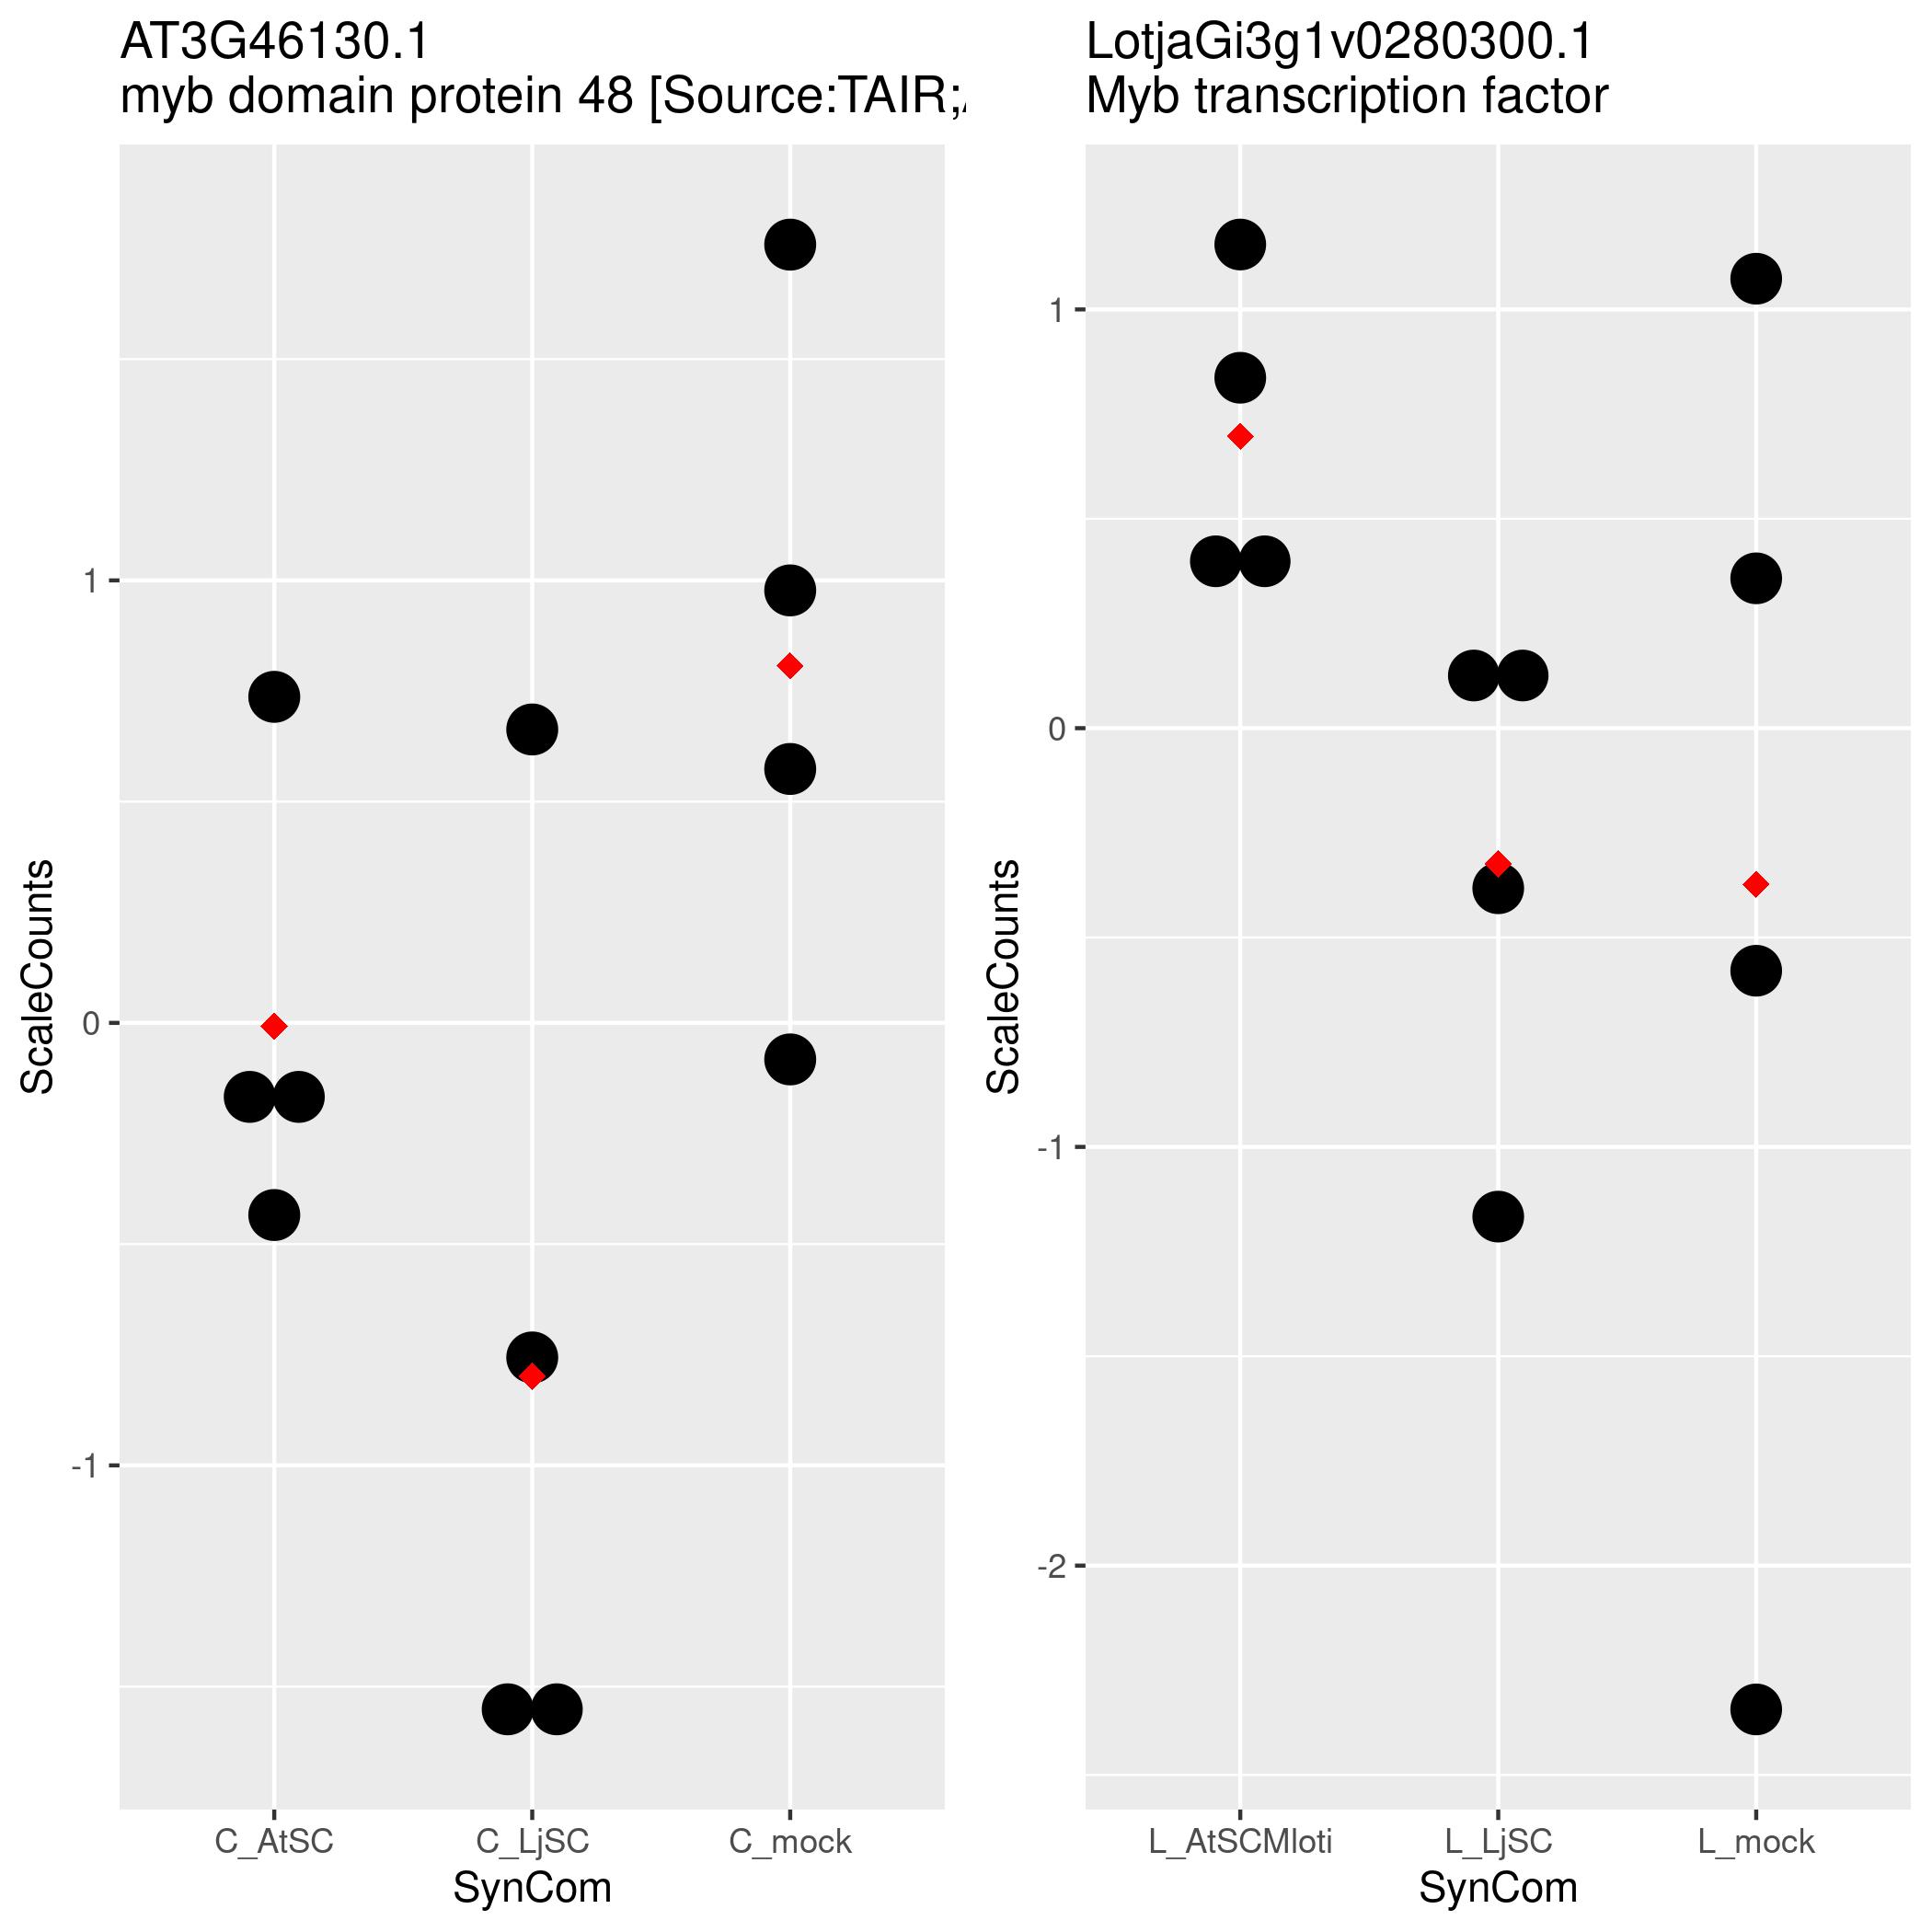 AT3G46130.1
myb domain protein 48 [Source:TAIR;
ScaleCounts
1
0
-1
C_AtSC C_LjSC C_mock
SynCom
LotjaGi3g1v0280300.1
Myb transcription factor
ScaleCounts
1
0
-1
-2
L_AtSCMloti L_LjSC L_mock
SynCom